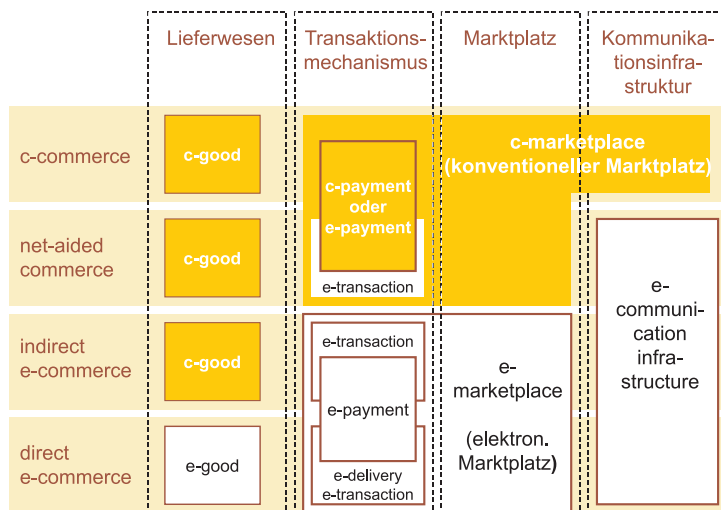 Lieferwesen
Transaktions-
mechanismus
Marktplatz
Kommunika-
tionsinfra-
struktur
c-commerce
c-good
c-payment
oder
e-payment
c-marketplace
(konventioneller Marktplatz)
net-aided
commerce
c-good
e-transaction
indirect
e-commerce
c-good
e-transaction
e-payment
e-
marketplace
(elektron.
Marktplatz)
e-
communi-
cation
infra-
structure
direct
e-commerce
e-good
e-delivery
e-transaction